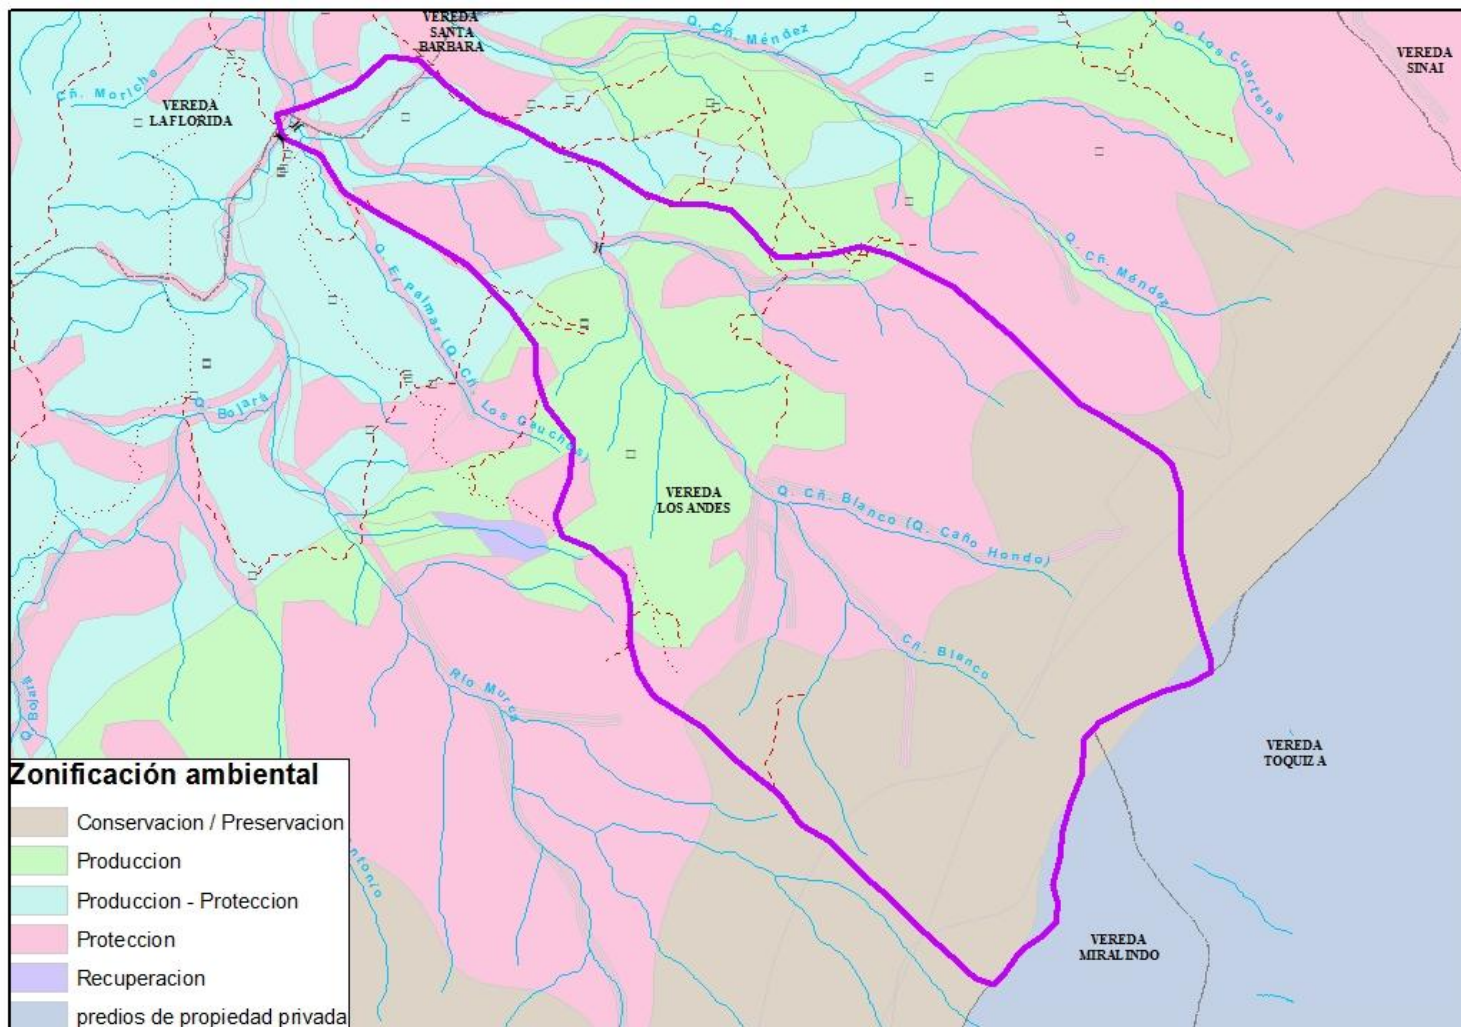 VEREDA
SANTA
BARBARA
Q. Cñ. Méndez
Q. Los Cuarteles
VEREDA
SINAI
Cñ. Moriche
VEREDA
LA FLORIDA
Q. Cñ. Méndez
Q. El Palmar (Q. Cñ. Los Gauchos)
Q. Bojará
VEREDA
LOS ANDES
Q. Cñ. Blanco (Q. Caño Hondo)
Cñ. Blanco
Río Murca
Q. Bojará
VEREDA
TOQUIZA
VEREDA
MIRALINDO
Zonificación ambiental
Conservacion / Preservacion
Produccion
Produccion - Proteccion
Proteccion
Recuperacion
predios de propiedad privada
ntonio